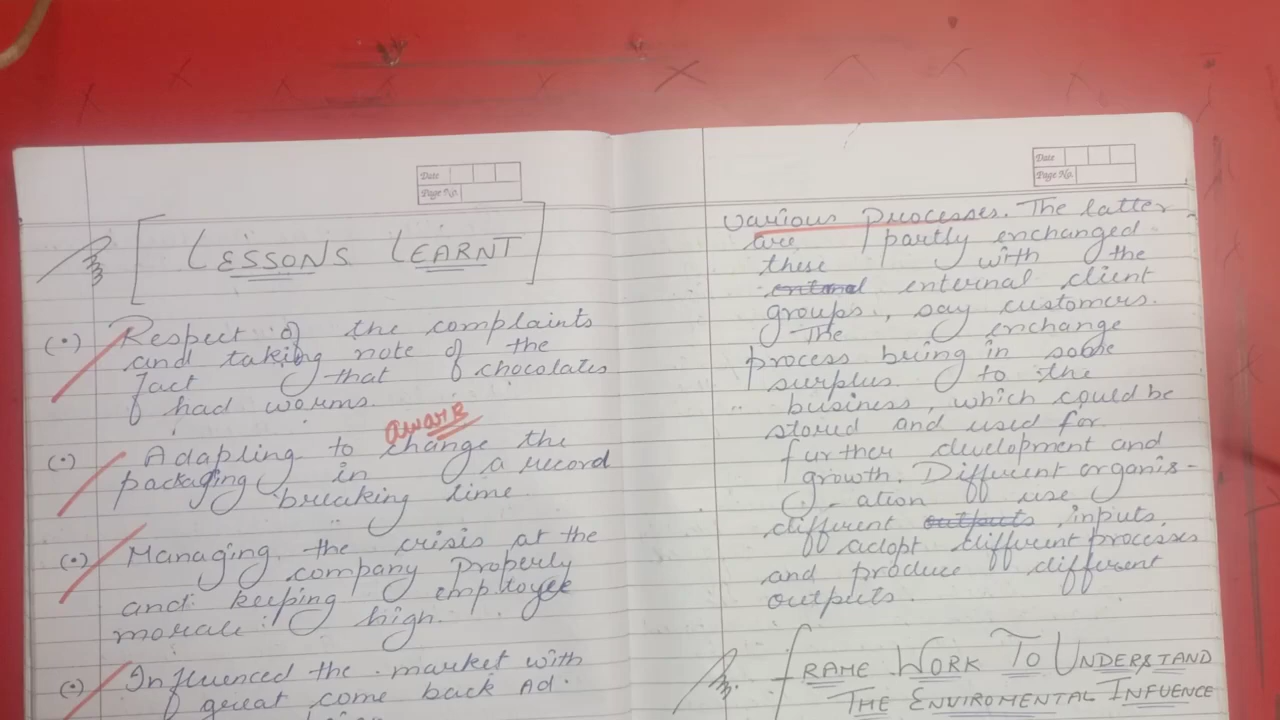 Date
Page No.
LESSONS LEARNT
(•) Respect of the complaints
and taking note of the
fact that chocolates
had worms.
aware
(•) Adapling to change the
packaging in a record
breaking time.
(•) Managing the crisis at the
company Properly
and keeping employee
morale high.
(•) Influenced the market with
great come back Ad.
Date
Page No.
various processes. The latter
are partly exchanged
these with the
external client
groups, say customers.
The exchange
process being in some
surplus to the
business, which could be
stored and used for
further development and
growth. Different organis-
-ation use
different outputs inputs,
adopt different processes
and produce different
outputs.
FRAME WORK TO UNDERSTAND
THE ENVIROMENTAL INFUENCE